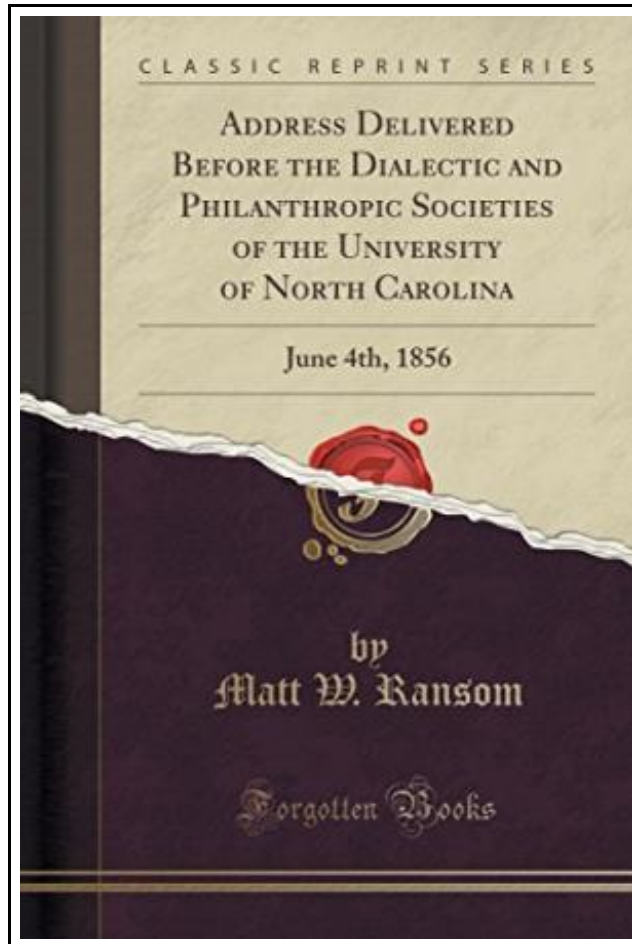 CLASSIC REPRINT SERIES
ADDRESS DELIVERED
BEFORE THE DIALECTIC AND
PHILANTHROPIC SOCIETIES
OF THE UNIVERSITY
OF NORTH CAROLINA
June 4th, 1856
by
Matt W. Ransom
Forgotten Books